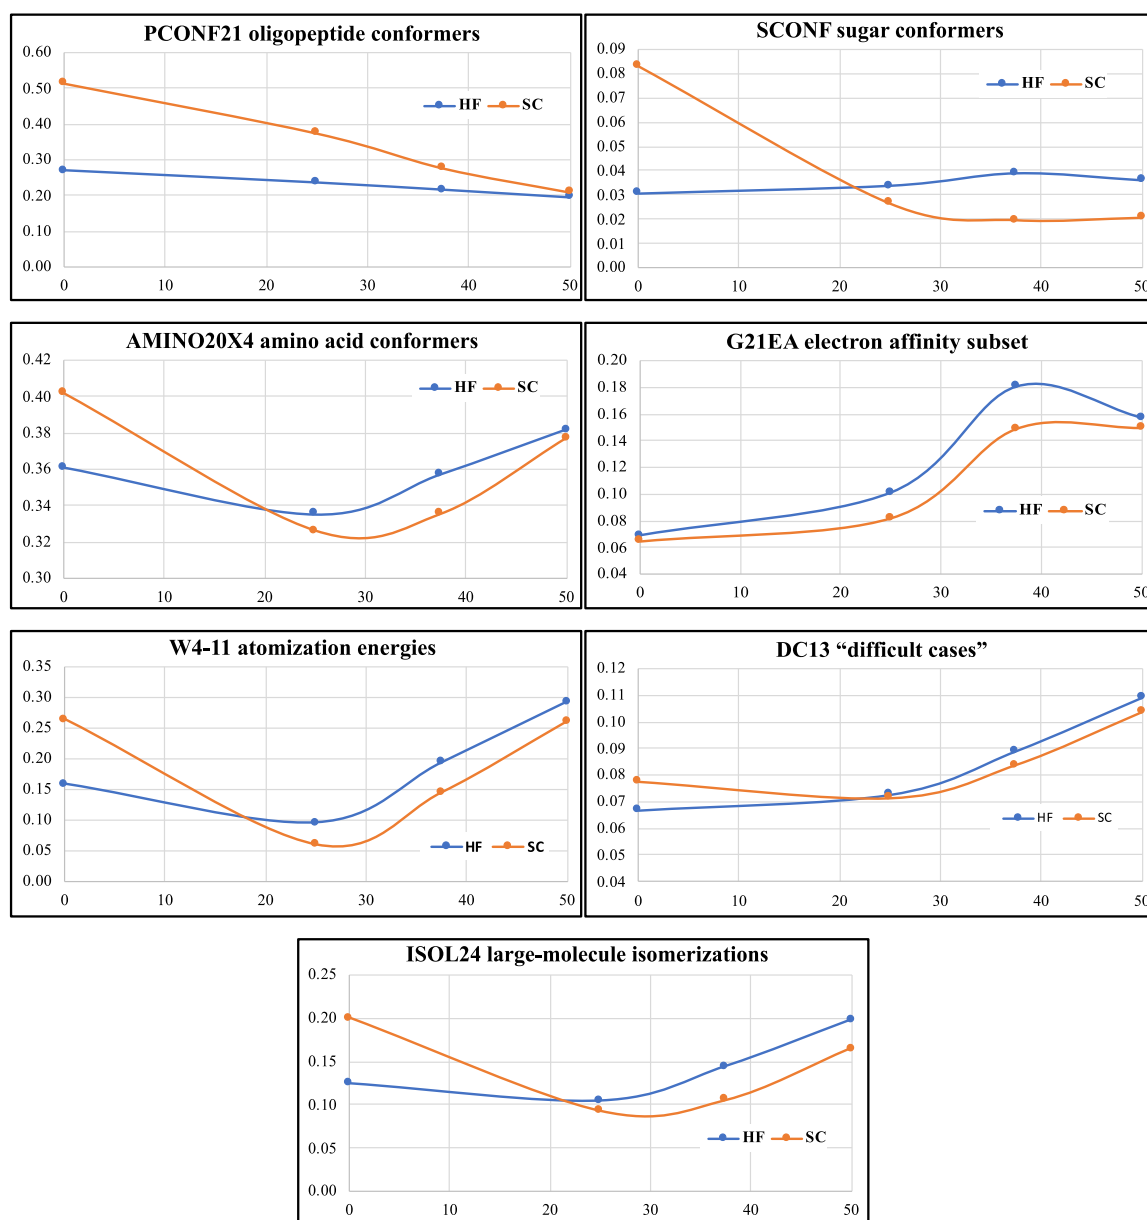 PCONF21 oligopeptide conformers
0.60
0.50
0.40
0.30
0.20
0.10
0.00
HF SC
0 10 20 30 40 50
SCONF sugar conformers
0.09
0.08
0.07
0.06
0.05
0.04
0.03
0.02
0.01
0.00
HF SC
0 10 20 30 40 50
AMINO20X4 amino acid conformers
0.42
0.40
0.38
0.36
0.34
0.32
0.30
HF SC
0 10 20 30 40 50
G21EA electron affinity subset
0.20
0.18
0.16
0.14
0.12
0.10
0.08
0.06
0.04
HF SC
0 10 20 30 40 50
W4-11 atomization energies
0.35
0.30
0.25
0.20
0.15
0.10
0.05
0.00
HF SC
0 10 20 30 40 50
DC13 “difficult cases”
0.12
0.11
0.10
0.09
0.08
0.07
0.06
0.05
0.04
HF SC
0 10 20 30 40 50
ISOL24 large-molecule isomerizations
0.25
0.20
0.15
0.10
0.05
0.00
HF SC
0 10 20 30 40 50